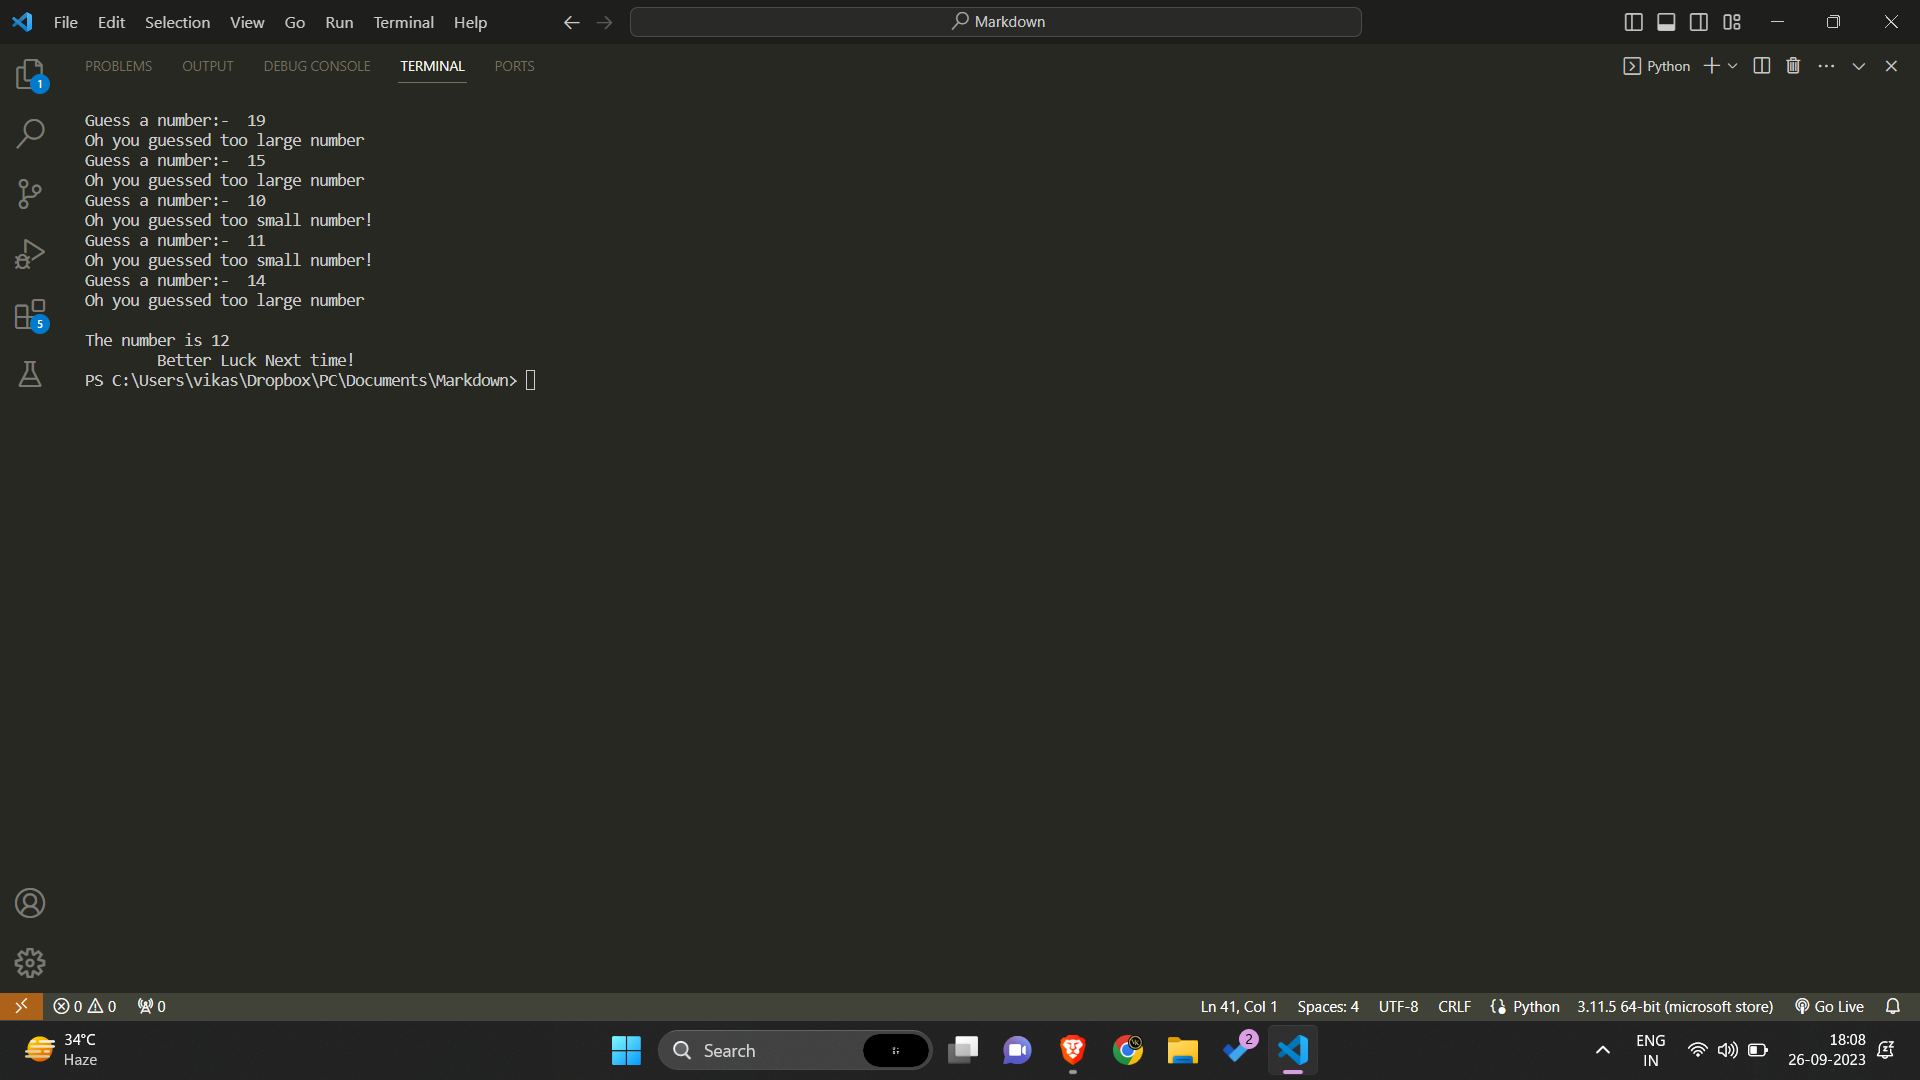 File Edit Selection View Go Run Terminal Help
Markdown
PROBLEMS OUTPUT DEBUG CONSOLE TERMINAL PORTS
Python
1
5
Guess a number:-  19
Oh you guessed too large number
Guess a number:-  15
Oh you guessed too large number
Guess a number:-  10
Oh you guessed too small number!
Guess a number:-  11
Oh you guessed too small number!
Guess a number:-  14
Oh you guessed too large number
The number is 12
Better Luck Next time!
PS C:\Users\vikas\Dropbox\PC\Documents\Markdown>
0 0 0
Ln 41, Col 1 Spaces: 4 UTF-8 CRLF Python 3.11.5 64-bit (microsoft store) Go Live
34°C
Haze
Search
2
ENG
IN
18:08
26-09-2023